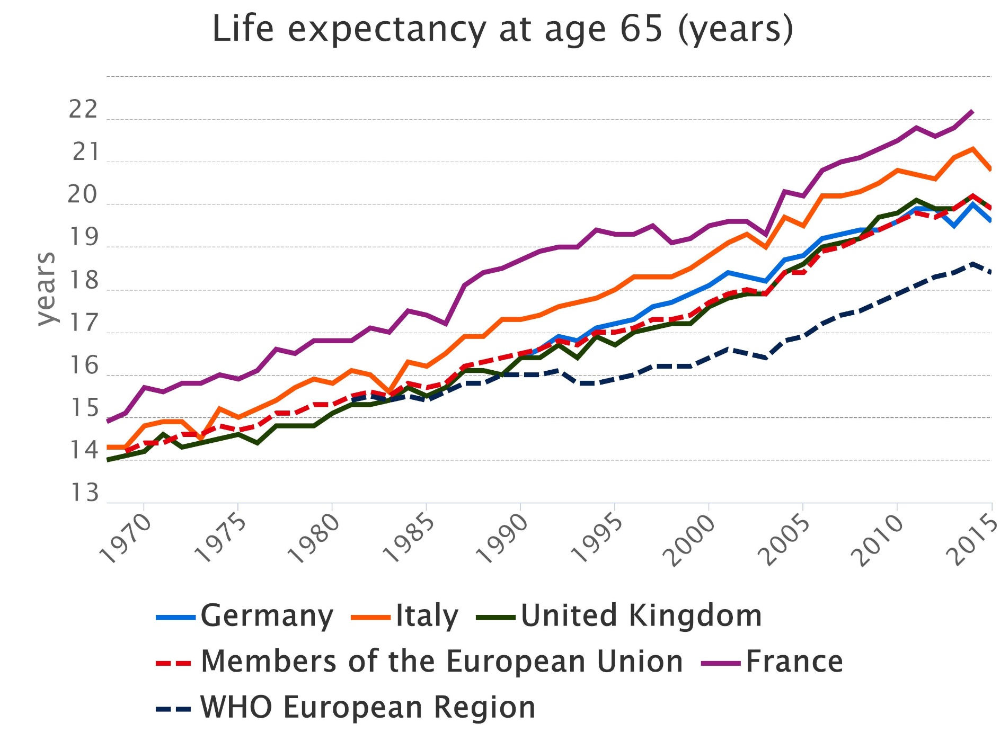 Life expectancy at age 65 (years)
years
22
21
20
19
18
17
16
15
14
13
1970 1975 1980 1985 1990 1995 2000 2005 2010 2015
Germany Italy United Kingdom
Members of the European Union France
WHO European Region